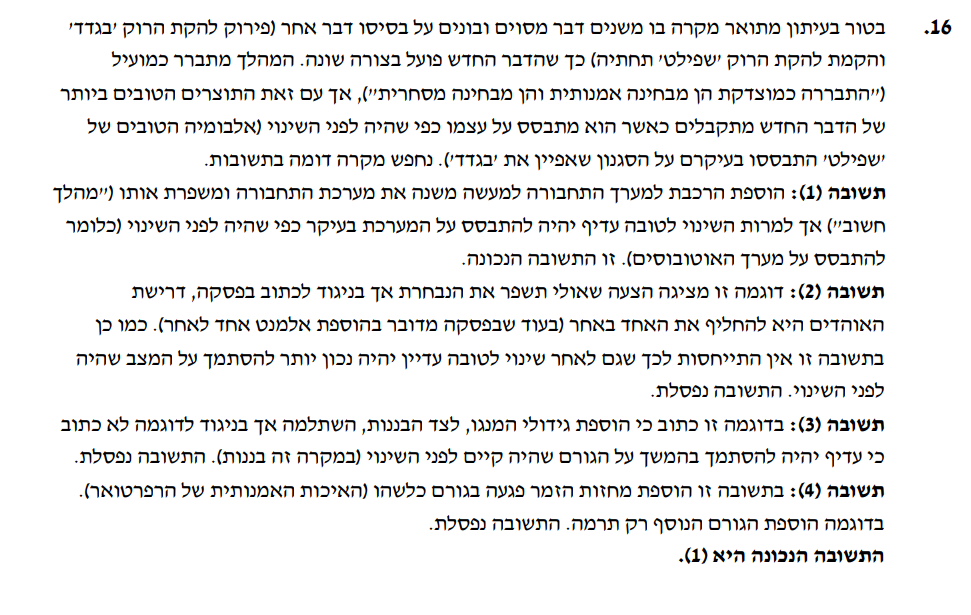 16. בטור בעיתון מתואר מקרה בו משנים דבר מסוים ובונים על בסיסו דבר אחר (פירוק להקת הרוק 'בגדד'
והקמת להקת הרוק 'שפילט' תחתיה) כך שהדבר החדש פועל בצורה שונה. המהלך מתברר כמועיל
("התבררה כמוצדקת הן מבחינה אמנותית והן מבחינה מסחרית"), אך עם זאת התוצרים הטובים ביותר
של הדבר החדש מתקבלים כאשר הוא מתבסס על עצמו כפי שהיה לפני השינוי (אלבומיה הטובים של
'שפילט' התבססו בעיקרם על הסגנון שאפיין את 'בגדד'). נחפש מקרה דומה בתשובות.
תשובה (1): הוספת הרכבת למערך התחבורה למעשה משנה את מערכת התחבורה ומשפרת אותו ("מהלך
חשוב") אך למרות השינוי לטובה עדיף יהיה להתבסס על המערכת בעיקר כפי שהיה לפני השינוי (כלומר
להתבסס על מערך האוטובוסים). זו התשובה הנכונה.
תשובה (2): דוגמה זו מציגה הצעה שאולי תשפר את הנבחרת אך בניגוד לכתוב בפסקה, דרישת
האוהדים היא להחליף את האחד באחר (בעוד שבפסקה מדובר בהוספת אלמנט אחד לאחר). כמו כן
בתשובה זו אין התייחסות לכך שגם לאחר שינוי לטובה עדיין יהיה נכון יותר להסתמך על המצב שהיה
לפני השינוי. התשובה נפסלת.
תשובה (3): בדוגמה זו כתוב כי הוספת גידולי המנגו, לצד הבננות, השתלמה אך בניגוד לדוגמה לא כתוב
כי עדיף יהיה להסתמך בהמשך על הגורם שהיה קיים לפני השינוי (במקרה זה בננות). התשובה נפסלת.
תשובה (4): בתשובה זו הוספת מחזות הזמר פגעה בגורם כלשהו (האיכות האמנותית של הרפרטואר).
בדוגמה הוספת הגורם הנוסף רק תרמה. התשובה נפסלת.
התשובה הנכונה היא (1).